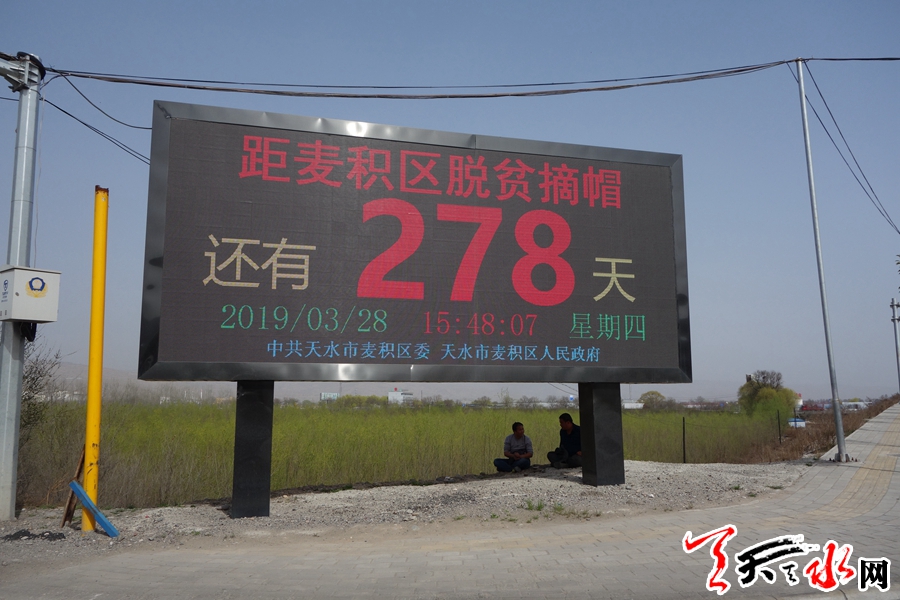 距麦积区脱贫摘帽
还有 278 天
2019/03/28 15:48:07 星期四
中共天水市麦积区委 天水市麦积区人民政府
天天水网